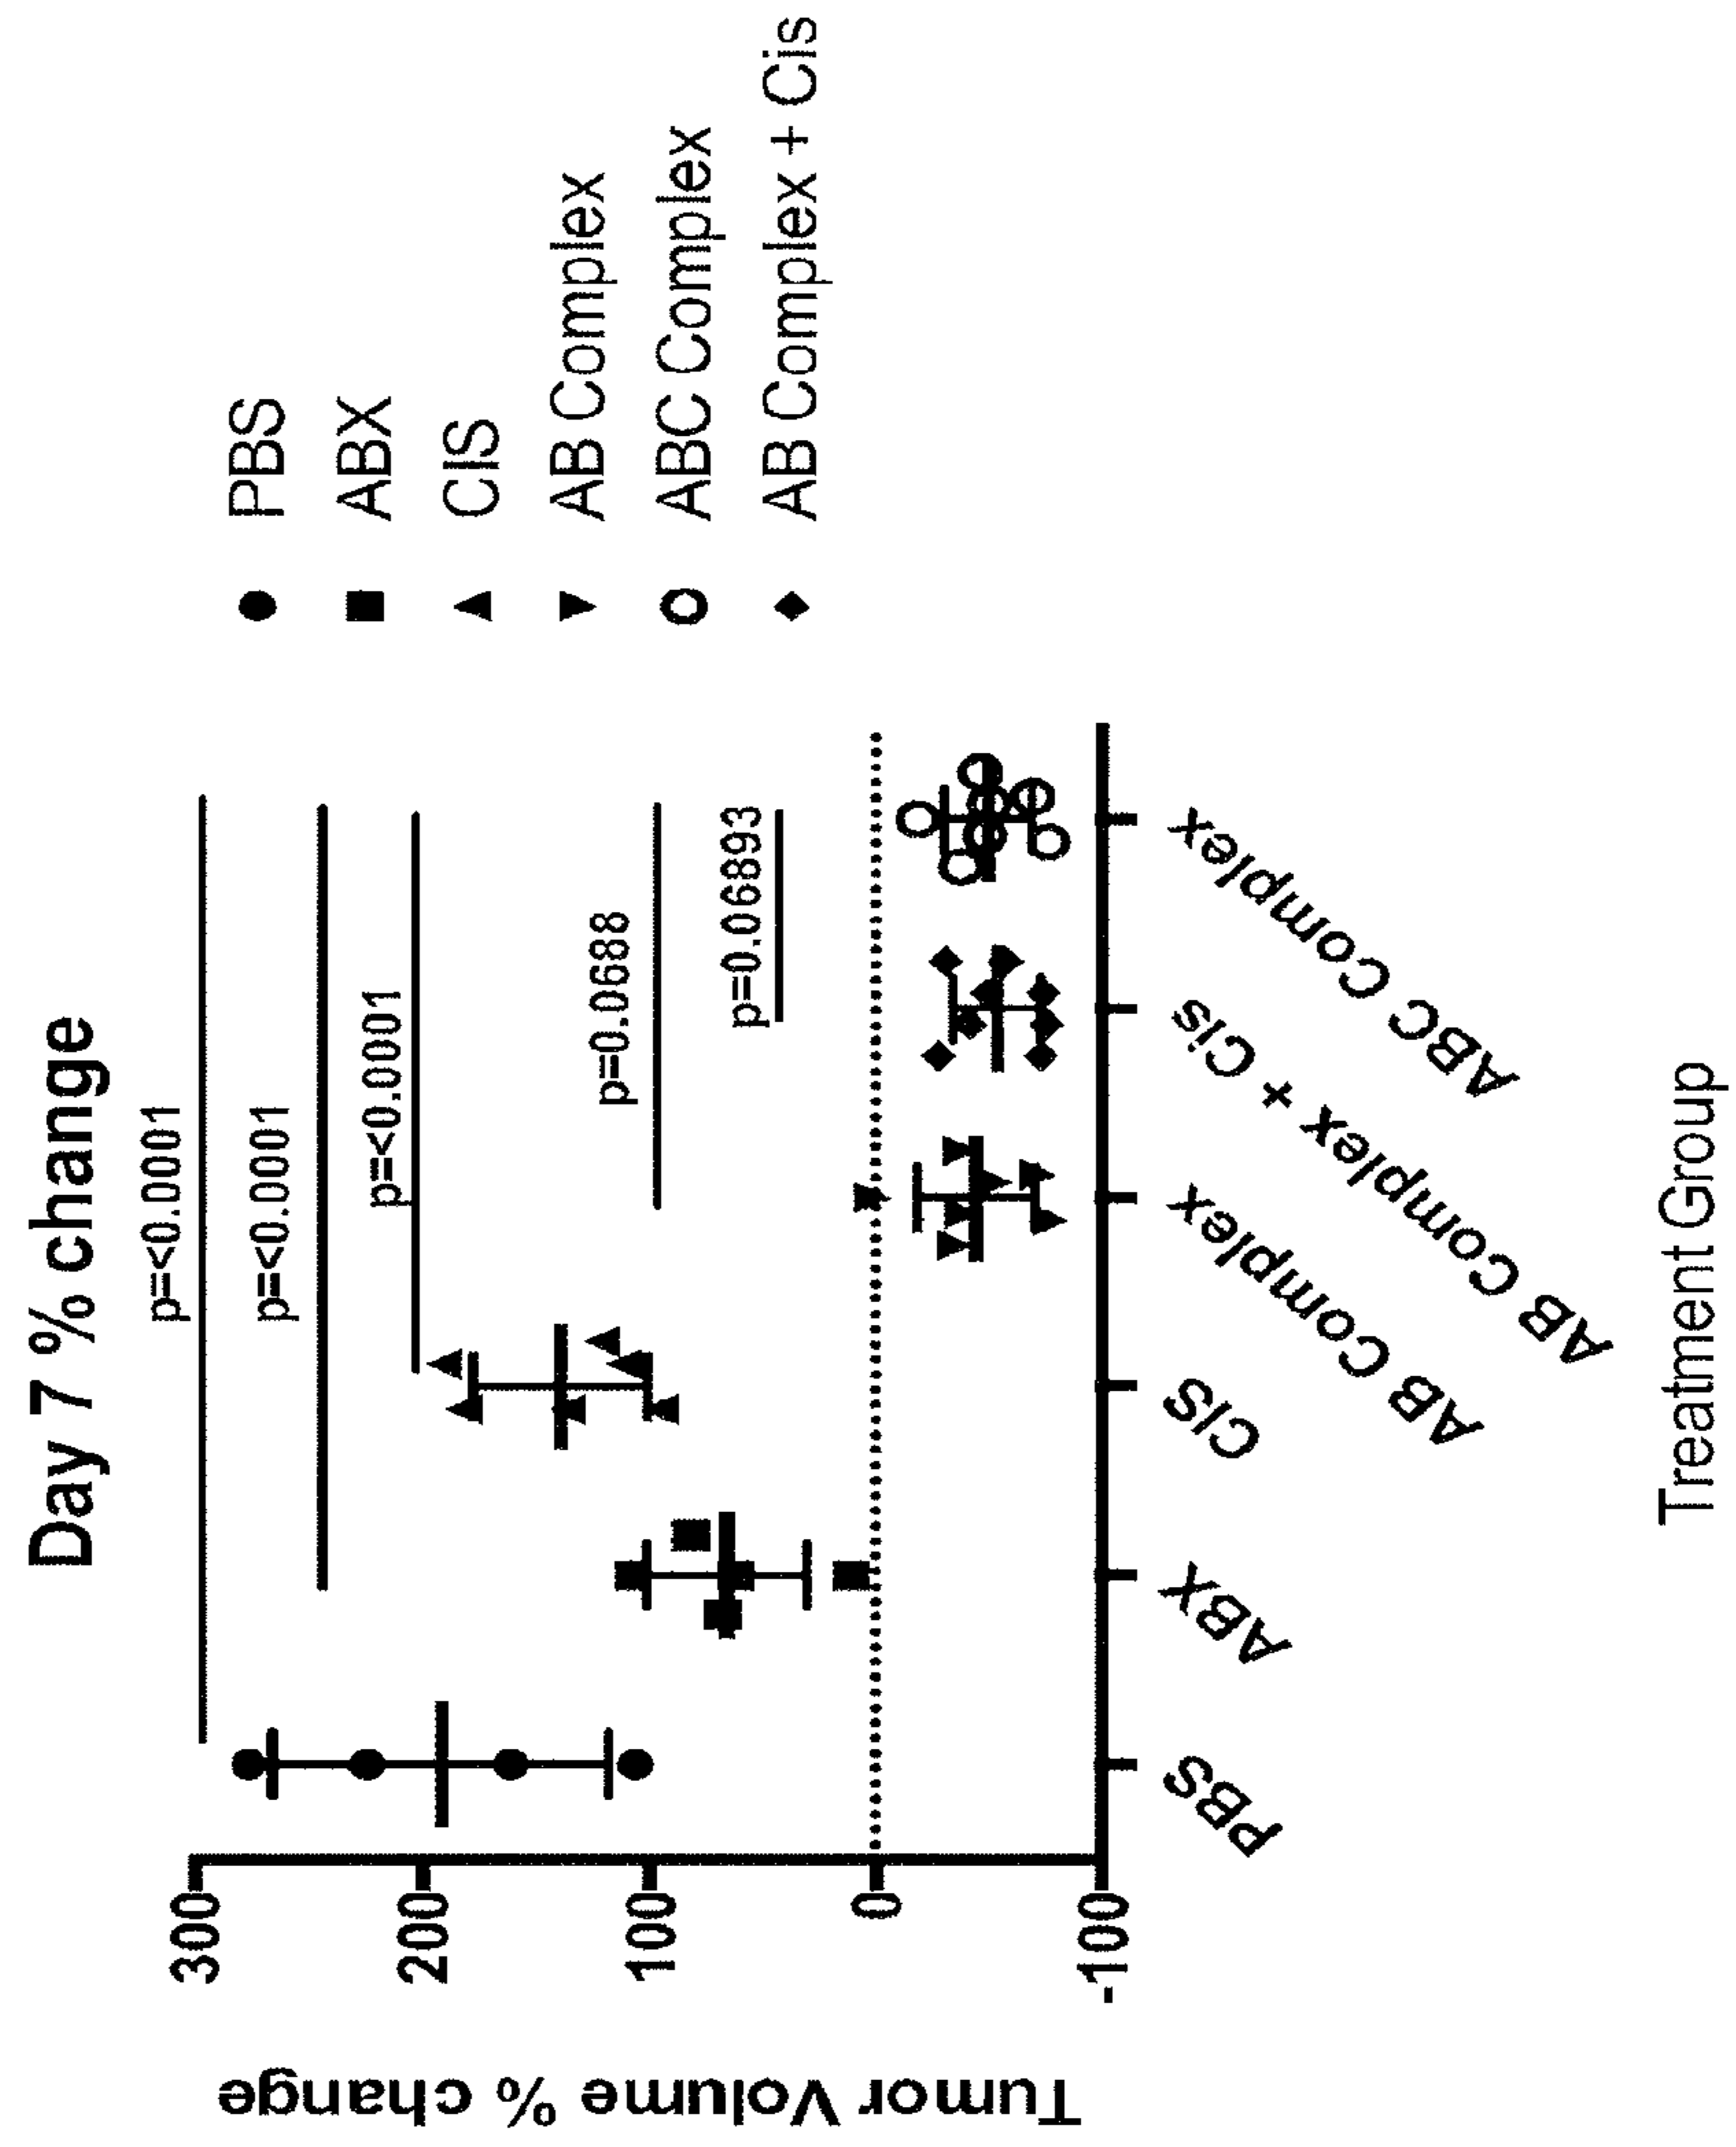 Day 7 % change
p=<0.0001
p=<0.0001
p=<0.0001
p=0.0688
p=0.06893
Tumor Volume % change
300
200
100
0
-100
PBS
ABX
CIS
AB Complex
AB Complex + Cis
ABC Complex
Treatment Group
PBS
ABX
CIS
AB Complex
ABC Complex
AB Complex + Cis